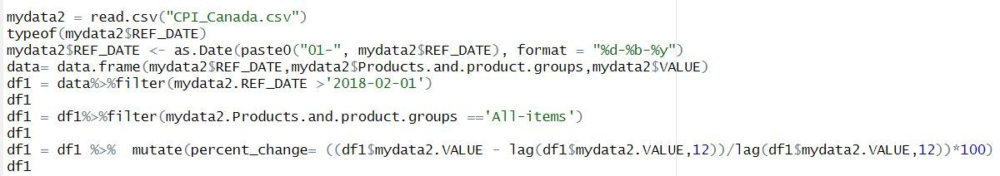 mydata2 = read.csv("CPI_Canada.csv")
typeof(mydata2$REF_DATE)
mydata2$REF_DATE <- as.Date(paste0("01-", mydata2$REF_DATE), format = "%d-%b-%y")
data= data.frame(mydata2$REF_DATE,mydata2$Products.and.product.groups,mydata2$VALUE)
df1 = data%>%filter(mydata2.REF_DATE >'2018-02-01')
df1
df1 = df1%>%filter(mydata2.Products.and.product.groups =='All-items')
df1
df1 = df1 %>%  mutate(percent_change= ((df1$mydata2.VALUE - lag(df1$mydata2.VALUE,12))/lag(df1$mydata2.VALUE,12))*100)
df1